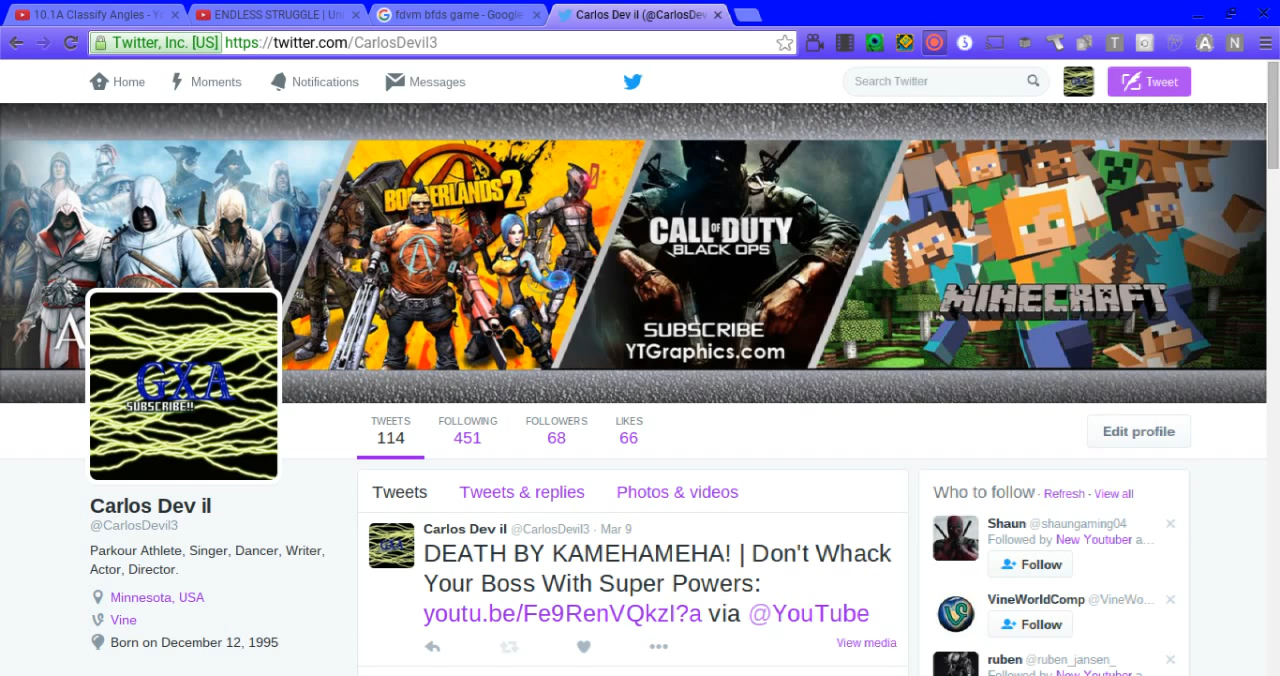 10.1A Classify Angles - Yo
ENDLESS STRUGGLE | Und
fdvm bfds game - Google
Carlos Dev il (@CarlosDev
Twitter, Inc. [US] https://twitter.com/CarlosDevil3
Home Moments Notifications Messages
Search Twitter
Tweet
BORDERLANDS 2
CALL OF DUTY
BLACK OPS
MINECRAFT
SUBSCRIBE
YTGraphics.com
A
GXA
SUBSCRIBE!!
TWEETS FOLLOWING FOLLOWERS LIKES
114 451 68 66
Edit profile
Carlos Dev il
@CarlosDevil3
Parkour Athlete, Singer, Dancer, Writer,
Actor, Director.
Minnesota, USA
Vine
Born on December 12, 1995
Tweets Tweets & replies Photos & videos
Carlos Dev il @CarlosDevil3 · Mar 9
DEATH BY KAMEHAMEHA! | Don't Whack
Your Boss With Super Powers:
youtu.be/Fe9RenVQkzI?a via @YouTube
View media
Who to follow · Refresh · View all
Shaun @shaungaming04
Followed by New Youtuber a...
Follow
VineWorldComp @VineWo...
Follow
ruben @ruben_jansen_
Followed by New Youtuber a...